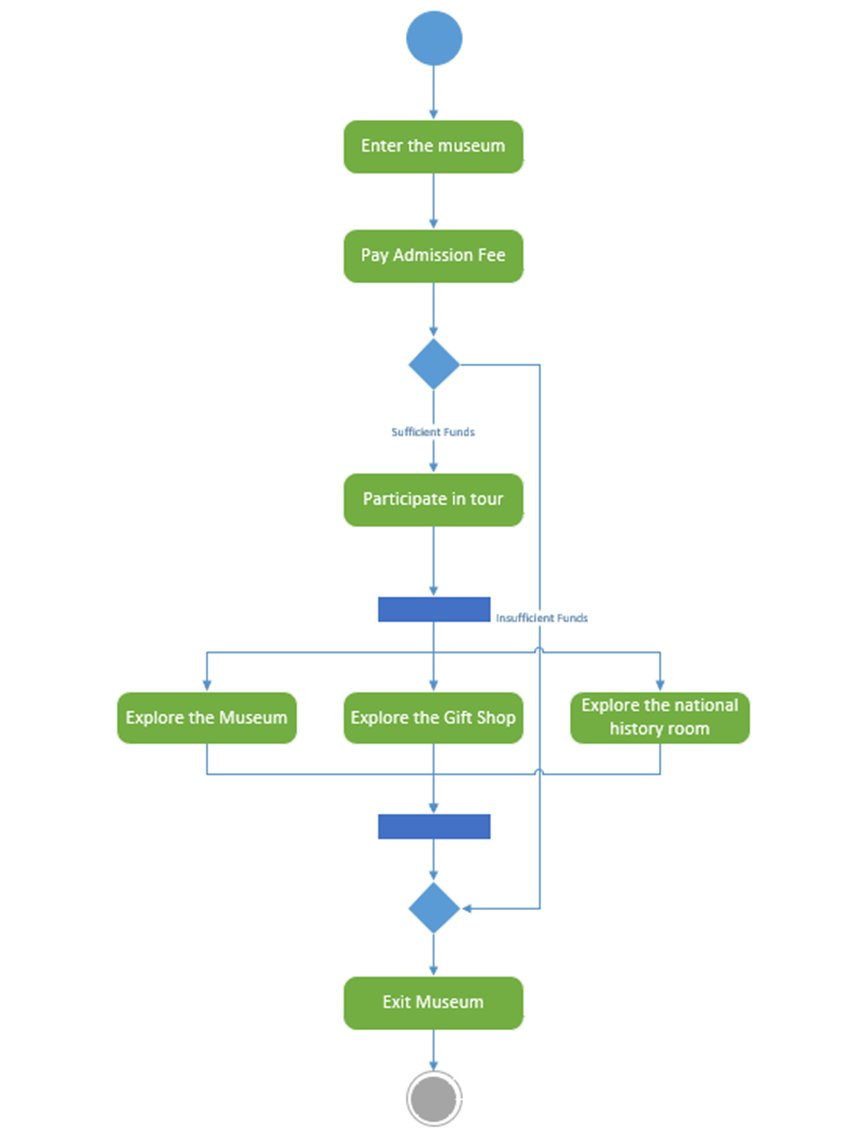 Enter the museum
Pay Admission Fee
Sufficient Funds
Participate in tour
Insufficient Funds
Explore the Museum
Explore the Gift Shop
Explore the national
history room
Exit Museum